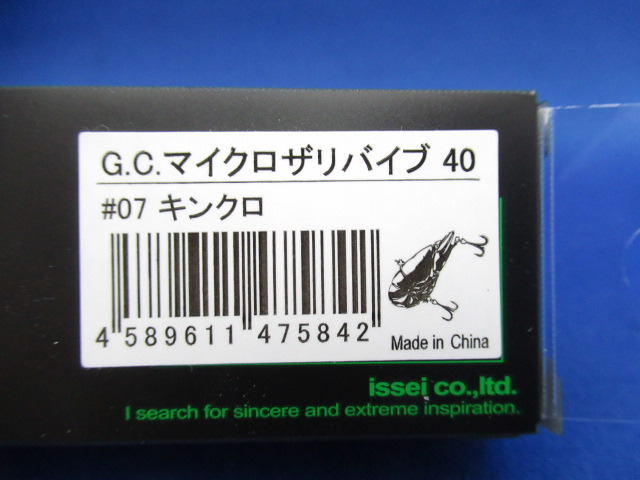 G.C.マイクロザリバイブ 40
#07 キンクロ
4 589611 475842
Made in China
issei co.,ltd.
I search for sincere and extreme inspiration.